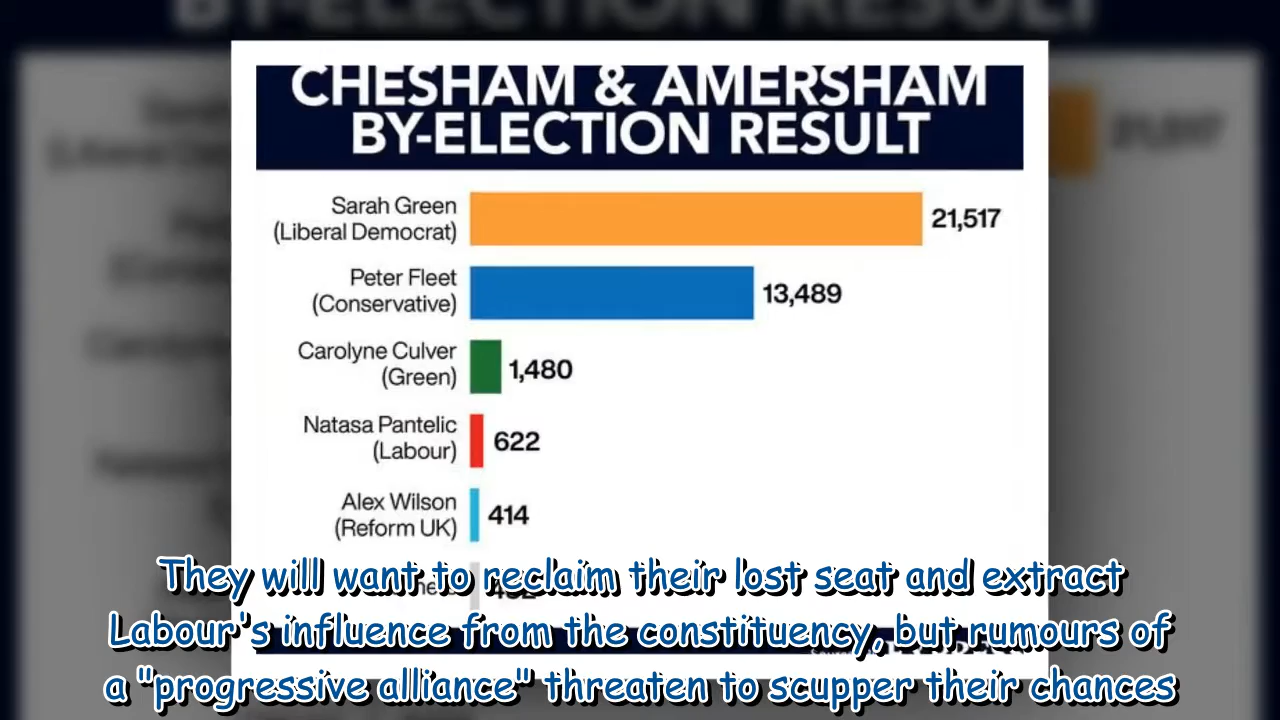 CHESHAM & AMERSHAM
BY-ELECTION RESULT
Sarah Green
(Liberal Democrat)
21,517
Peter Fleet
(Conservative)
13,489
Carolyne Culver
(Green)
1,480
Natasa Pantelic
(Labour)
622
Alex Wilson
(Reform UK)
414
They will want to reclaim their lost seat and extract
Labour's influence from the constituency, but rumours of
a "progressive alliance" threaten to scupper their chances